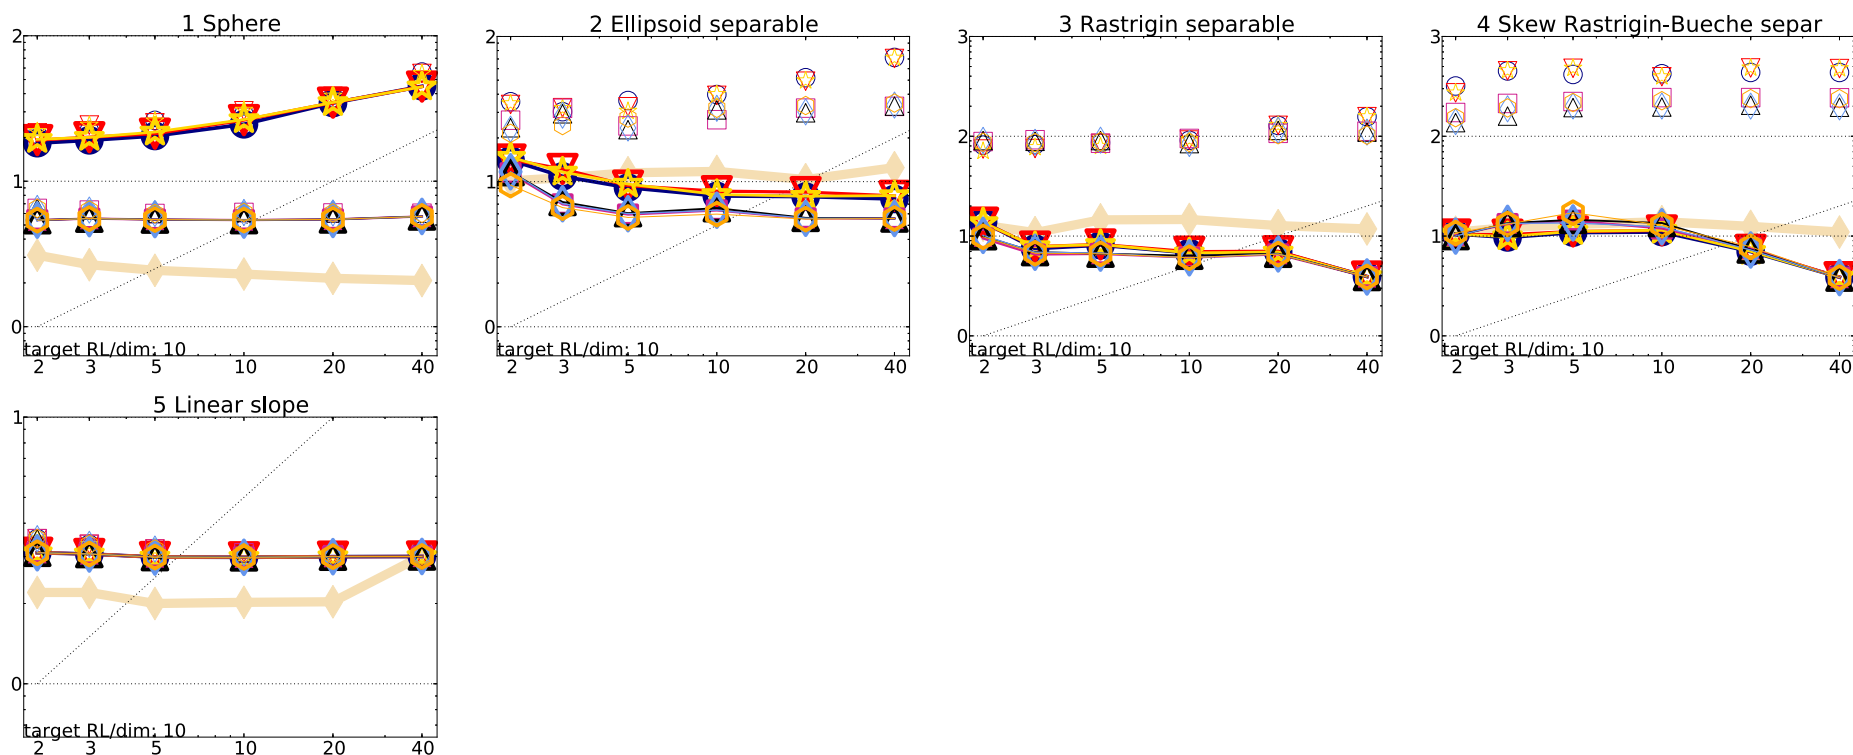 1 Sphere
2
1
0
target RL/dim: 10
2 3 5 10 20 40
2 Ellipsoid separable
2
1
0
target RL/dim: 10
2 3 5 10 20 40
3 Rastrigin separable
3
2
1
0
target RL/dim: 10
2 3 5 10 20 40
4 Skew Rastrigin-Bueche separ
3
2
1
0
target RL/dim: 10
2 3 5 10 20 40
5 Linear slope
1
0
target RL/dim: 10
2 3 5 10 20 40